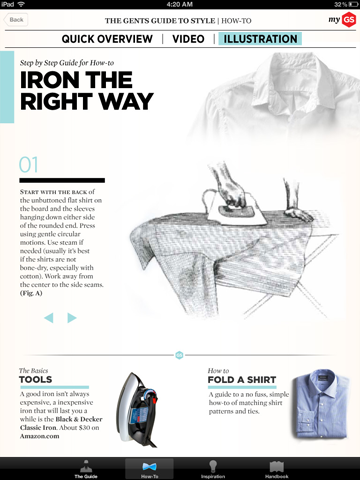 iPad
4:20 AM
32 %
Back
THE GENTS GUIDE TO STYLE | HOW-TO
my GS
QUICK OVERVIEW | VIDEO | ILLUSTRATION
Step by Step Guide for How-to
IRON THE
RIGHT WAY
01
START WITH THE BACK of
the unbuttoned flat shirt on
the board and the sleeves
hanging down either side
of the rounded end. Press
using gentle circular
motions. Use steam if
needed (usually it's best
if the shirts are not
bone-dry, especially with
cotton). Work away from
the center to the side seams.
(Fig. A)
GS
The Basics
TOOLS
A good iron isn't always
expensive, a inexpensive
iron that will last you a
while is the Black & Decker
Classic Iron. About $30 on
Amazon.com
How to
FOLD A SHIRT
A guide to a no fuss, simple
how-to of matching shirt
patterns and ties.
The Guide
How-To
Inspiration
Handbook